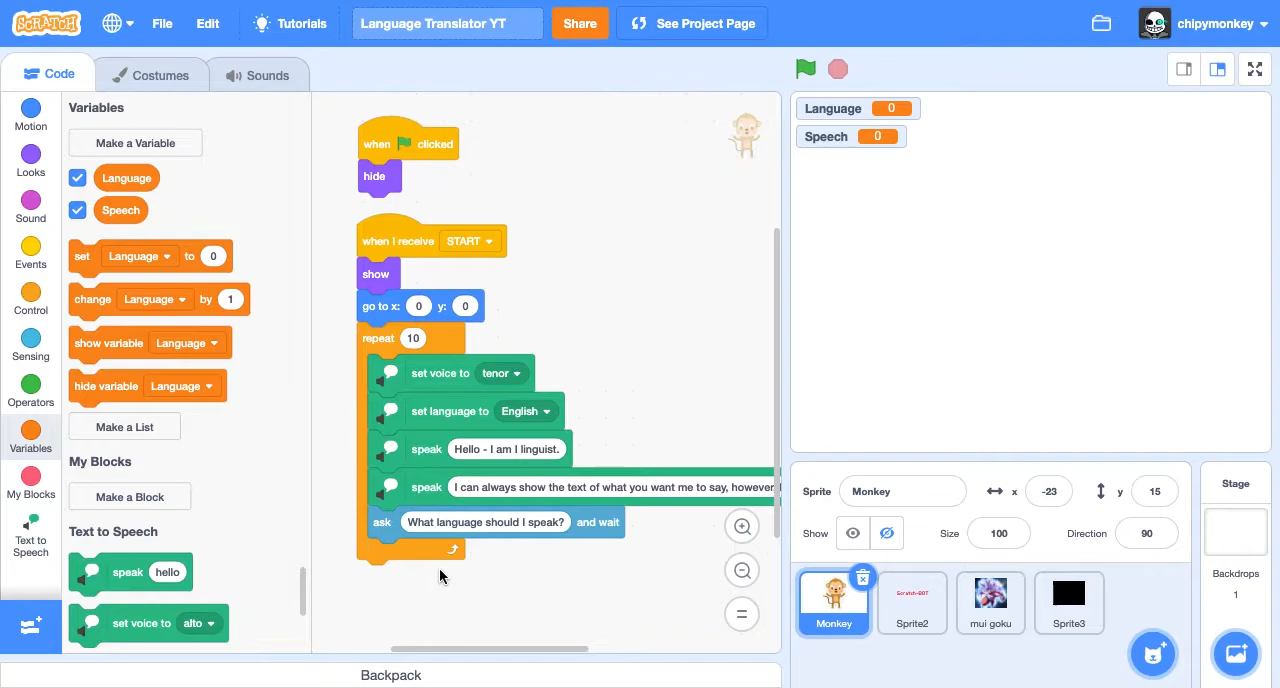 SCRATCH
File
Edit
Tutorials
Language Translator YT
Share
See Project Page
chipymonkey
Code
Costumes
Sounds
Motion
Looks
Sound
Events
Control
Sensing
Operators
Variables
My Blocks
Text to
Speech
Variables
Make a Variable
Language
Speech
set Language to 0
change Language by 1
show variable Language
hide variable Language
Make a List
My Blocks
Make a Block
Text to Speech
speak hello
set voice to alto
when clicked
hide
when I receive START
show
go to x: 0 y: 0
repeat 10
set voice to tenor
set language to English
speak Hello - I am I linguist.
speak I can always show the text of what you want me to say, however,
ask What language should I speak? and wait
Backpack
Language 0
Speech 0
Sprite Monkey x -23 y 15
Show Size 100 Direction 90
Monkey
Scratch-BOT
Sprite2
mui goku
Sprite3
Stage
Backdrops
1